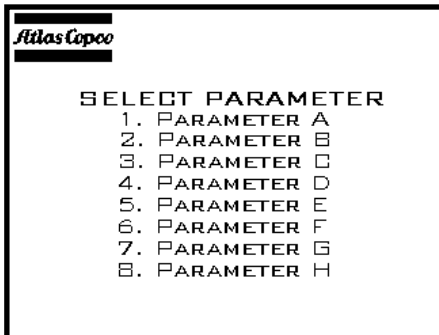 Atlas Copco
SELECT PARAMETER
1. PARAMETER A
2. PARAMETER B
3. PARAMETER C
4. PARAMETER D
5. PARAMETER E
6. PARAMETER F
7. PARAMETER G
8. PARAMETER H